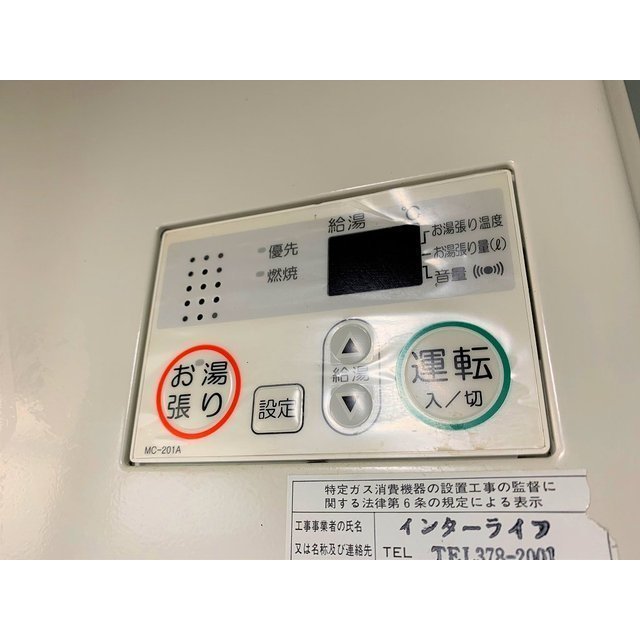 給湯 ℃
優先
燃焼
お湯張り温度
お湯張り量(ℓ)
音量
お湯
張り
設定
▲
給湯
▼
運転
入/切
MC-201A
特定ガス消費機器の設置工事の監督に
関する法律第6条の規定による表示
工事事業者の氏名
又は名称及び連絡先
インターライフ
TEL TEL378-2001